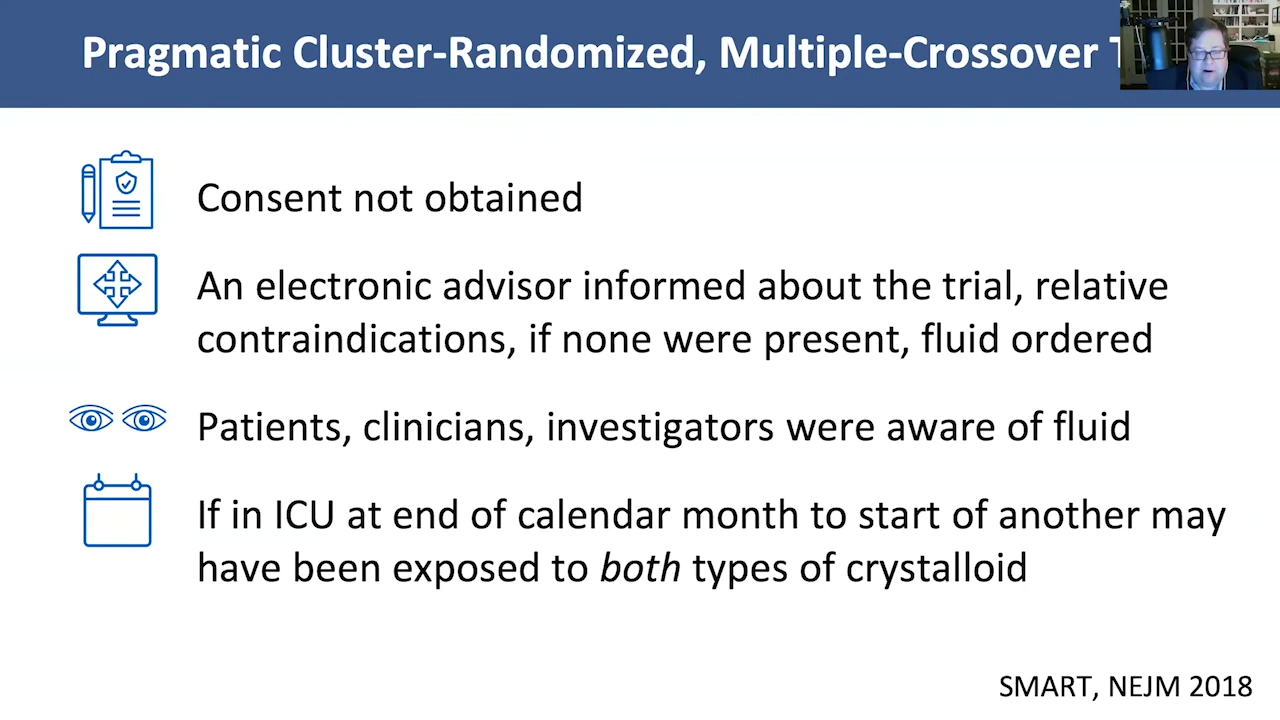 Pragmatic Cluster-Randomized, Multiple-Crossover
Consent not obtained
An electronic advisor informed about the trial, relative
contraindications, if none were present, fluid ordered
Patients, clinicians, investigators were aware of fluid
If in ICU at end of calendar month to start of another may
have been exposed to both types of crystalloid
SMART, NEJM 2018